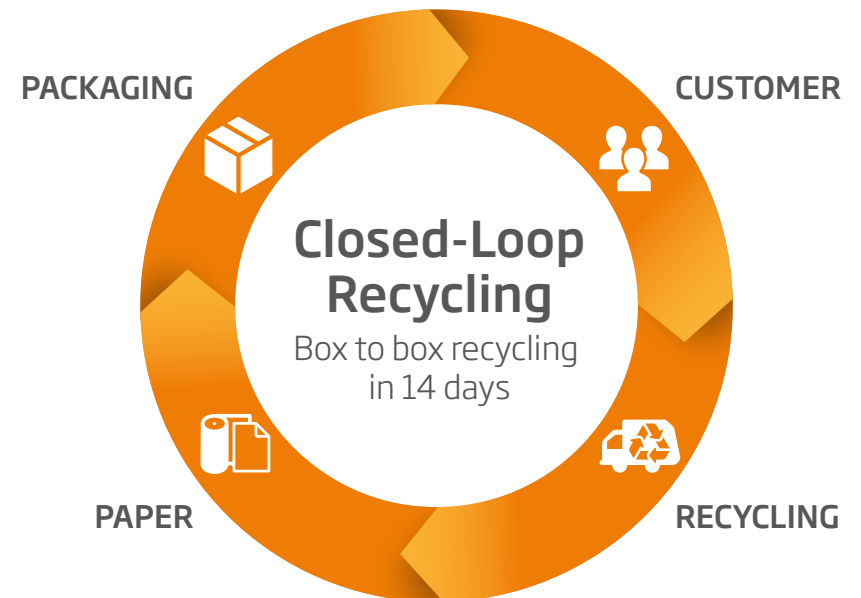 PACKAGING
CUSTOMER
Closed-Loop
Recycling
Box to box recycling
in 14 days
PAPER
RECYCLING